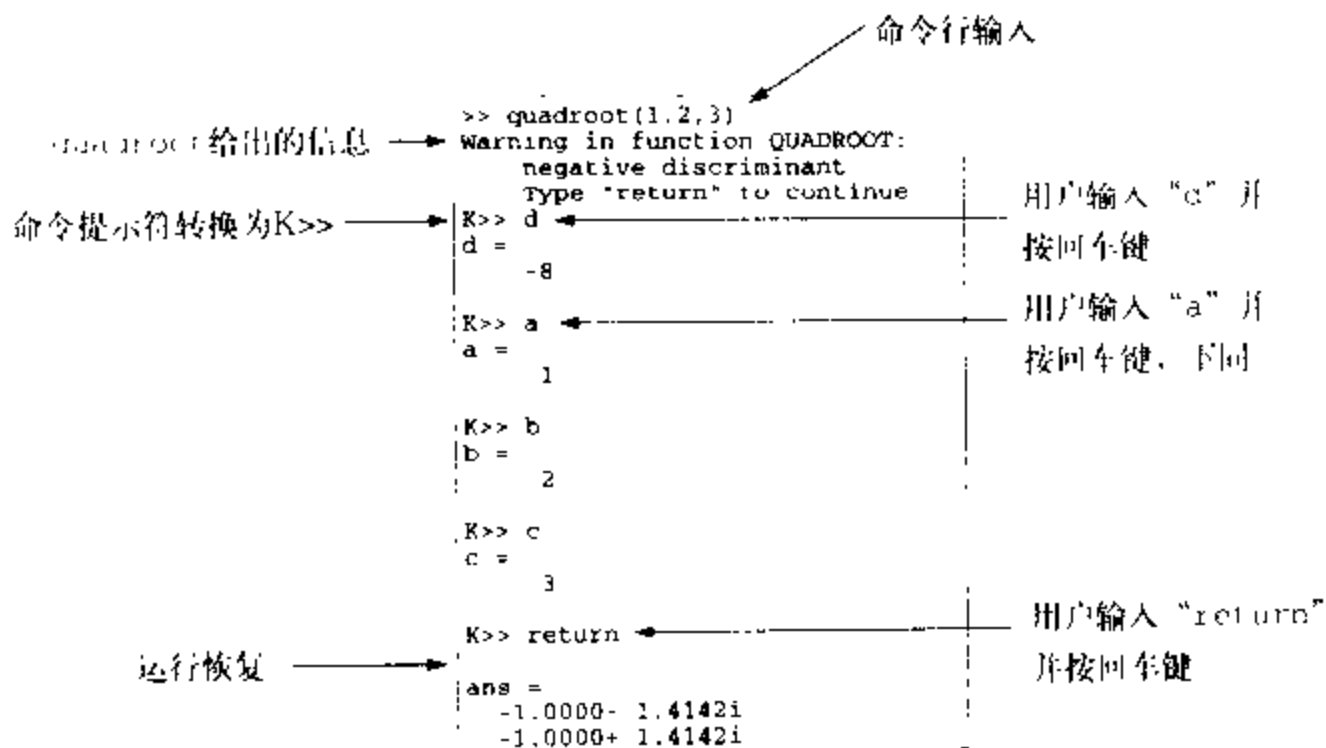 命令行输入
>> quadroot(1,2,3)
给出的信息
Warning in function QUADROOT:
negative discriminant
Type "return" to continue
命令提示符转换为K>>
K>> d
用户输入 “d” 并
按回车键
d =
-8
K>> a
用户输入 “a” 并
按回车键，下同
a =
1
K>> b
b =
2
K>> c
c =
3
K>> return
用户输入 “return”
并按回车键
运行恢复
ans =
-1.0000- 1.4142i
-1.0000+ 1.4142i